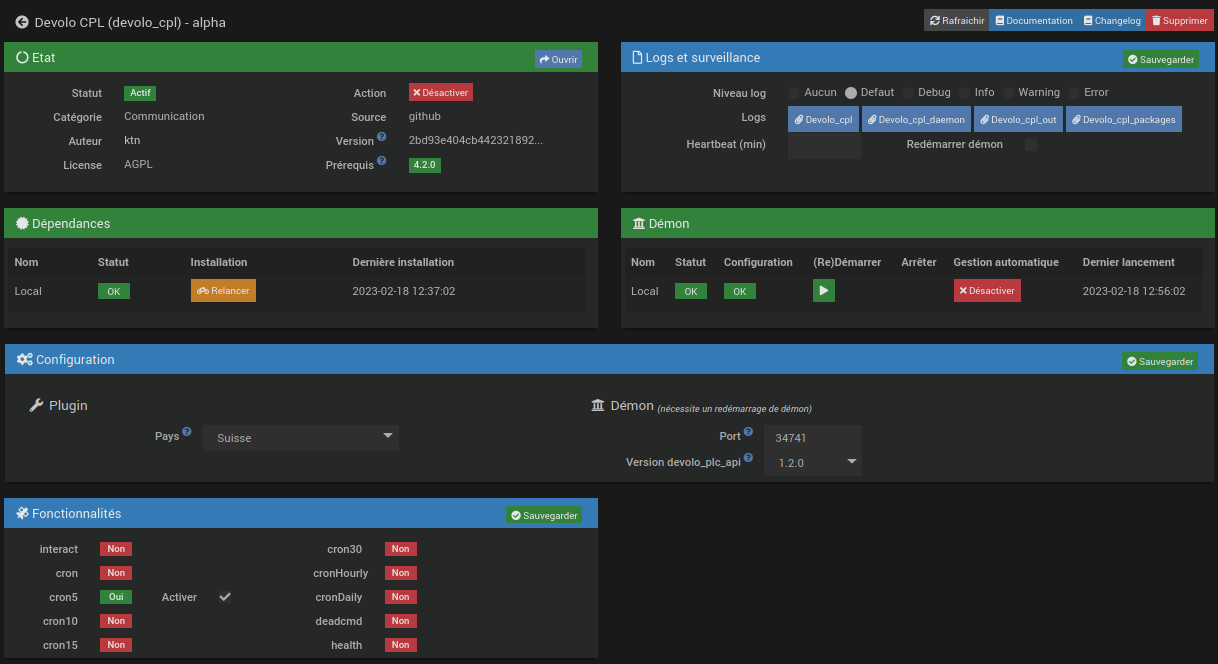 Devolo CPL (devolo_cpl) - alpha
Rafraichir Documentation Changelog Supprimer
Etat Ouvrir
Statut Actif Action Désactiver
Catégorie Communication Source github
Auteur ktn Version 2bd93e404cb442321892...
License AGPL Prérequis 4.2.0
Logs et surveillance Sauvegarder
Niveau log Aucun Defaut Debug Info Warning Error
Logs Devolo_cpl Devolo_cpl_daemon Devolo_cpl_out Devolo_cpl_packages
Heartbeat (min) Redémarrer démon
Dépendances
Nom Statut Installation Dernière installation
Local OK Relancer 2023-02-18 12:37:02
Démon
Nom Statut Configuration (Re)Démarrer Arrêter Gestion automatique Dernier lancement
Local OK OK Désactiver 2023-02-18 12:56:02
Configuration Sauvegarder
Plugin
Pays Suisse
Démon (nécessite un redémarrage de démon)
Port 34741
Version devolo_plc_api 1.2.0
Fonctionnalités Sauvegarder
interact Non cron30 Non
cron Non cronHourly Non
cron5 Oui Activer cronDaily Non
cron10 Non deadcmd Non
cron15 Non health Non